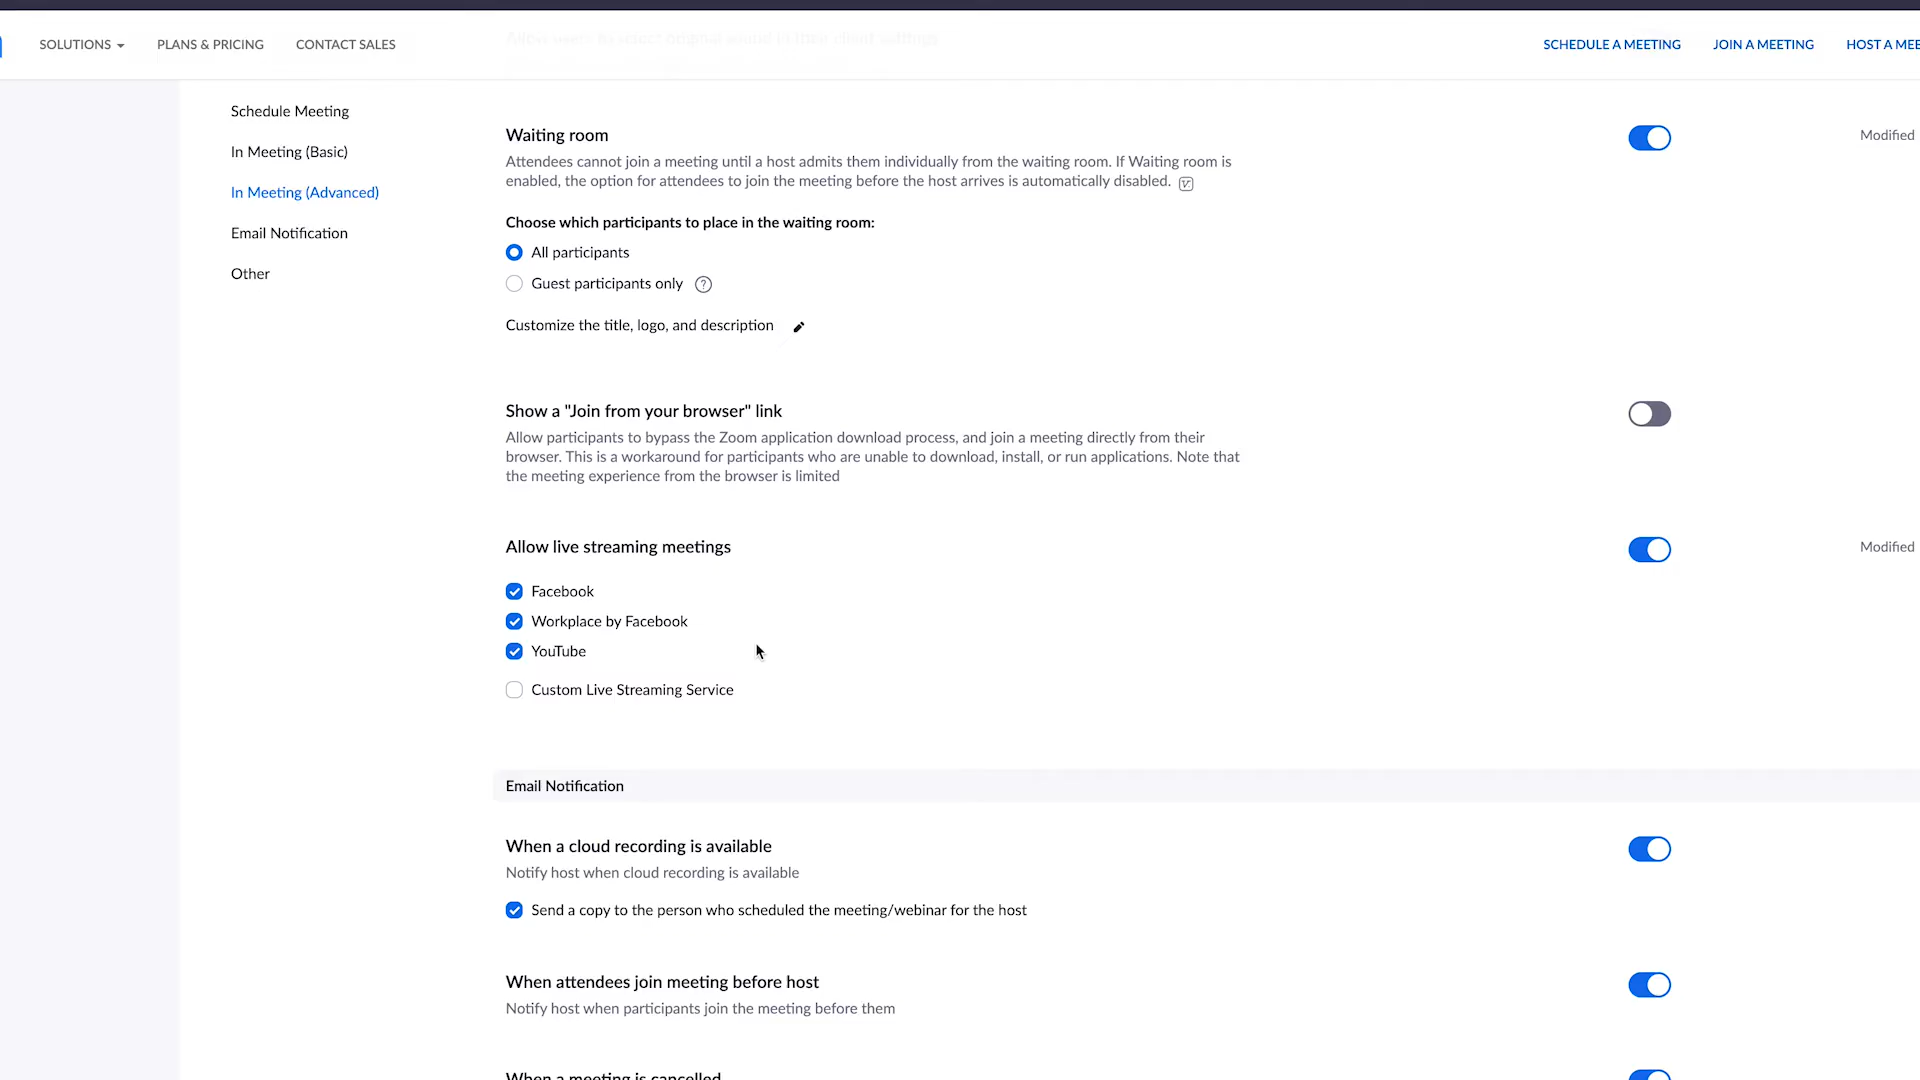 SOLUTIONS
PLANS & PRICING
CONTACT SALES
SCHEDULE A MEETING
JOIN A MEETING
HOST A MEE
Schedule Meeting
In Meeting (Basic)
In Meeting (Advanced)
Email Notification
Other
Waiting room
Modified
Attendees cannot join a meeting until a host admits them individually from the waiting room. If Waiting room is
enabled, the option for attendees to join the meeting before the host arrives is automatically disabled.
Choose which participants to place in the waiting room:
All participants
Guest participants only
Customize the title, logo, and description
Show a "Join from your browser" link
Allow participants to bypass the Zoom application download process, and join a meeting directly from their
browser. This is a workaround for participants who are unable to download, install, or run applications. Note that
the meeting experience from the browser is limited
Allow live streaming meetings
Modified
Facebook
Workplace by Facebook
YouTube
Custom Live Streaming Service
Email Notification
When a cloud recording is available
Notify host when cloud recording is available
Send a copy to the person who scheduled the meeting/webinar for the host
When attendees join meeting before host
Notify host when participants join the meeting before them
When a meeting is cancelled